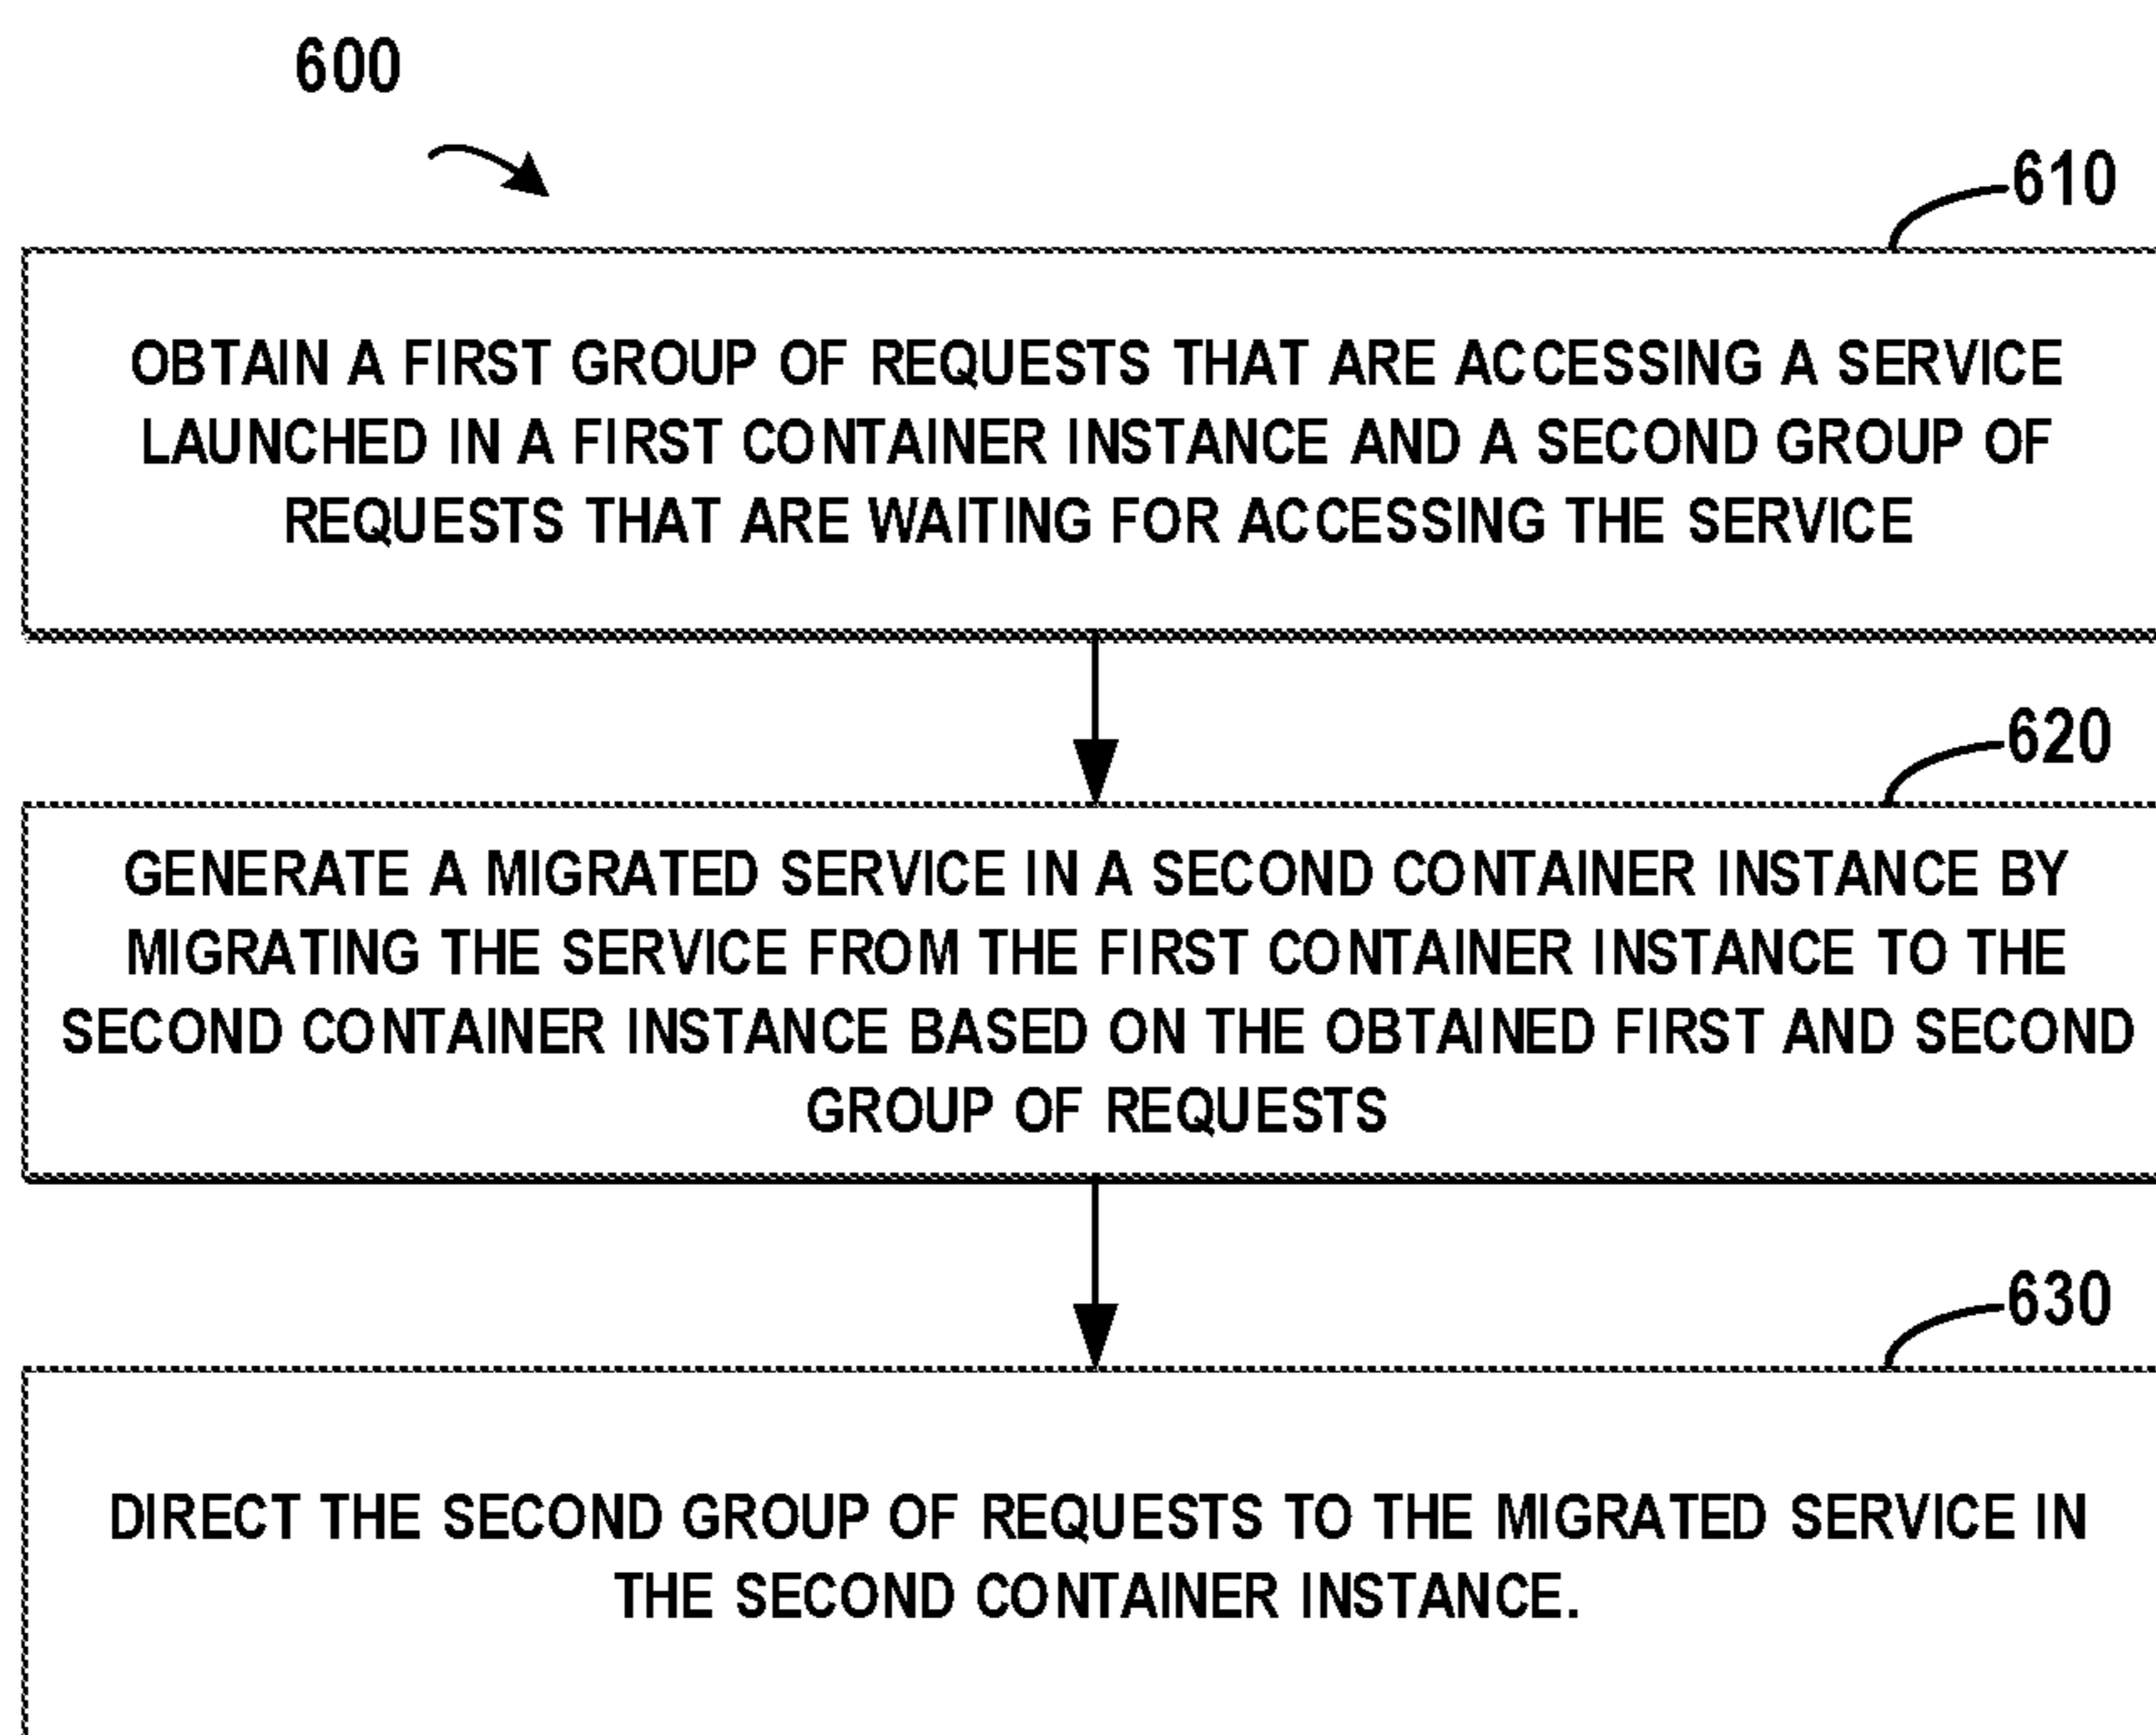 600
610
OBTAIN A FIRST GROUP OF REQUESTS THAT ARE ACCESSING A SERVICE
LAUNCHED IN A FIRST CONTAINER INSTANCE AND A SECOND GROUP OF
REQUESTS THAT ARE WAITING FOR ACCESSING THE SERVICE
620
GENERATE A MIGRATED SERVICE IN A SECOND CONTAINER INSTANCE BY
MIGRATING THE SERVICE FROM THE FIRST CONTAINER INSTANCE TO THE
SECOND CONTAINER INSTANCE BASED ON THE OBTAINED FIRST AND SECOND
GROUP OF REQUESTS
630
DIRECT THE SECOND GROUP OF REQUESTS TO THE MIGRATED SERVICE IN
THE SECOND CONTAINER INSTANCE.